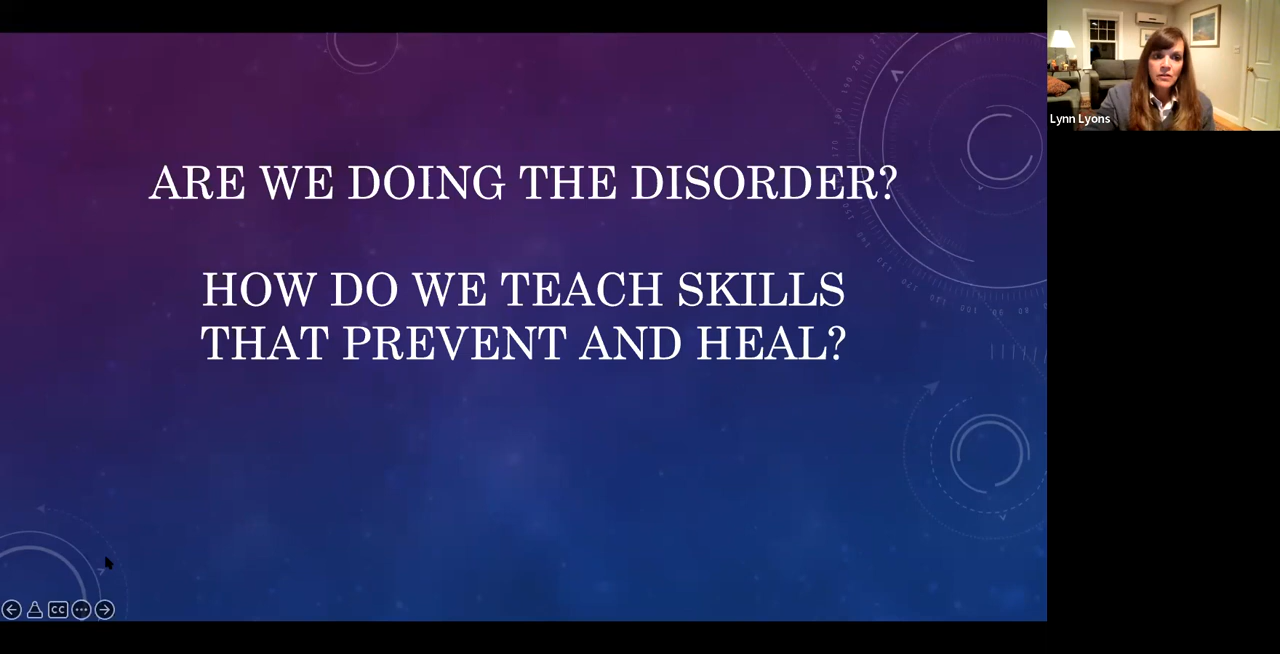 ARE WE DOING THE DISORDER?
HOW DO WE TEACH SKILLS
THAT PREVENT AND HEAL?
Lynn Lyons
CC